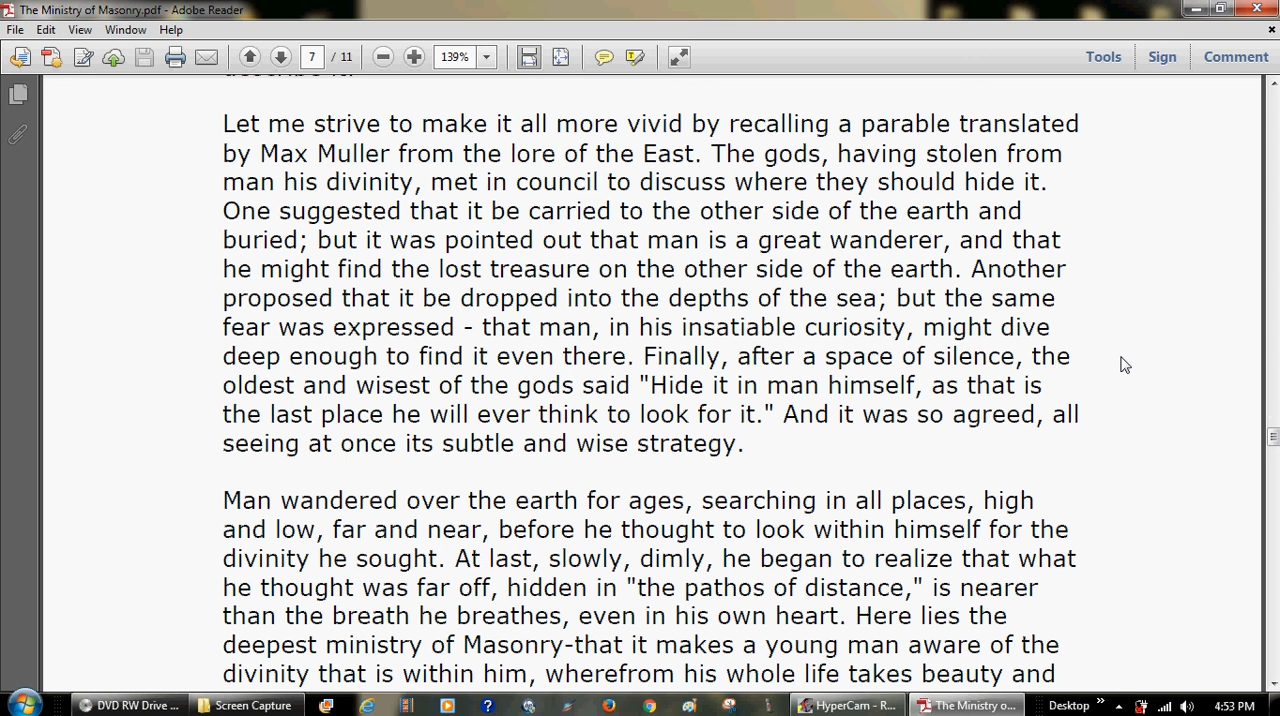 The Ministry of Masonry.pdf - Adobe Reader
File Edit View Window Help
7 / 11 139% Tools Sign Comment
describe it.
Let me strive to make it all more vivid by recalling a parable translated
by Max Muller from the lore of the East. The gods, having stolen from
man his divinity, met in council to discuss where they should hide it.
One suggested that it be carried to the other side of the earth and
buried; but it was pointed out that man is a great wanderer, and that
he might find the lost treasure on the other side of the earth. Another
proposed that it be dropped into the depths of the sea; but the same
fear was expressed - that man, in his insatiable curiosity, might dive
deep enough to find it even there. Finally, after a space of silence, the
oldest and wisest of the gods said "Hide it in man himself, as that is
the last place he will ever think to look for it." And it was so agreed, all
seeing at once its subtle and wise strategy.
Man wandered over the earth for ages, searching in all places, high
and low, far and near, before he thought to look within himself for the
divinity he sought. At last, slowly, dimly, he began to realize that what
he thought was far off, hidden in "the pathos of distance," is nearer
than the breath he breathes, even in his own heart. Here lies the
deepest ministry of Masonry-that it makes a young man aware of the
divinity that is within him, wherefrom his whole life takes beauty and
DVD RW Drive ... Screen Capture HyperCam - R... The Ministry o... Desktop » 4:53 PM